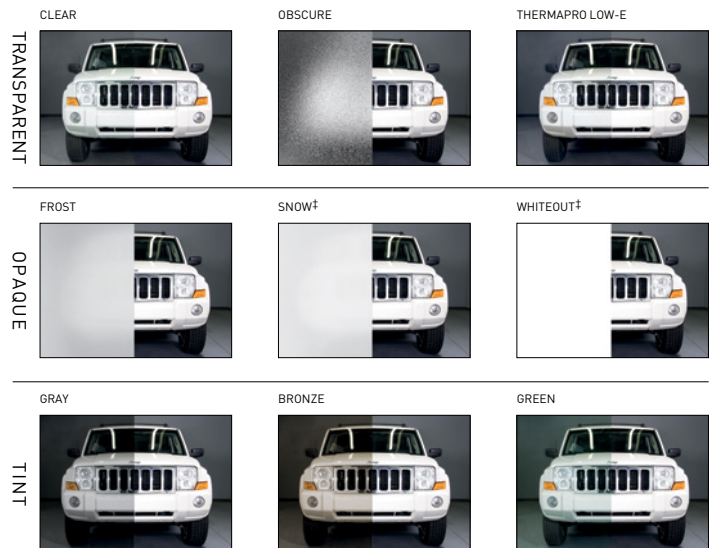 TRANSPARENT
CLEAR
OBSCURE
THERMAPRO LOW-E
OPAQUE
FROST
SNOW‡
WHITEOUT‡
TINT
GRAY
BRONZE
GREEN